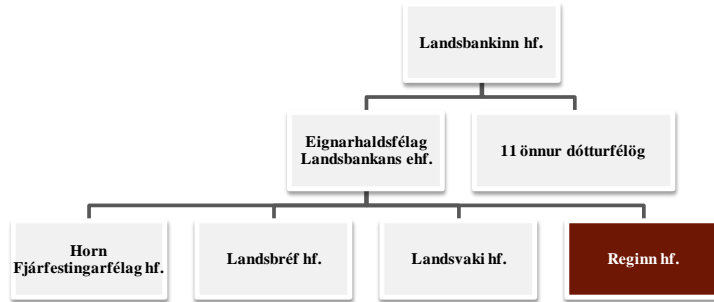 Landsbankinn hf.
Eignarhaldsfélag
Landsbankans ehf.
11 önnur dótturfélög
Horn
Fjárfestingarfélag hf.
Landsbréf hf.
Landsvaki hf.
Reginn hf.